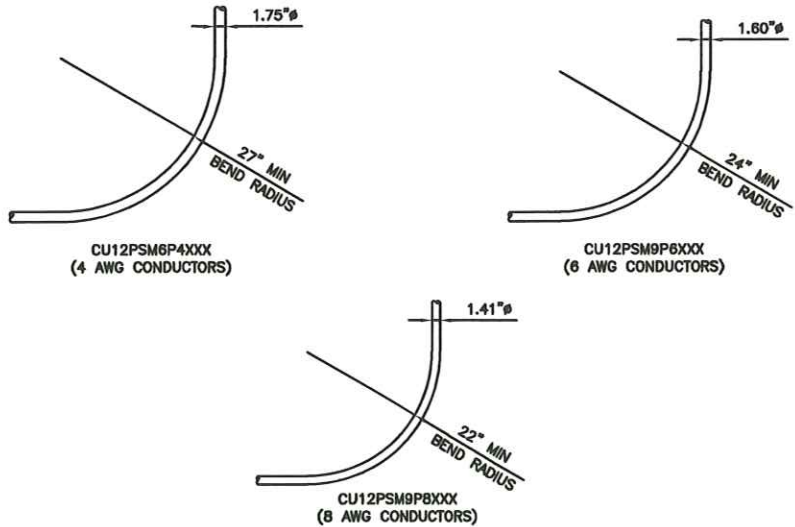 1.75"ø
27" MIN
BEND RADIUS
CU12PSM6P4XXX
(4 AWG CONDUCTORS)
1.60"ø
24" MIN
BEND RADIUS
CU12PSM9P6XXX
(6 AWG CONDUCTORS)
1.41"ø
22" MIN
BEND RADIUS
CU12PSM9P8XXX
(8 AWG CONDUCTORS)